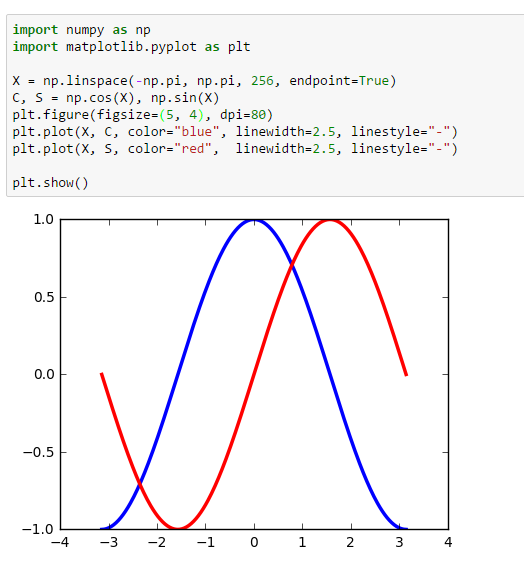 import numpy as np
import matplotlib.pyplot as plt
X = np.linspace(-np.pi, np.pi, 256, endpoint=True)
C, S = np.cos(X), np.sin(X)
plt.figure(figsize=(5, 4), dpi=80)
plt.plot(X, C, color="blue", linewidth=2.5, linestyle="-")
plt.plot(X, S, color="red",  linewidth=2.5, linestyle="-")
plt.show()
1.0
0.5
0.0
−0.5
−1.0
−4 −3 −2 −1 0 1 2 3 4